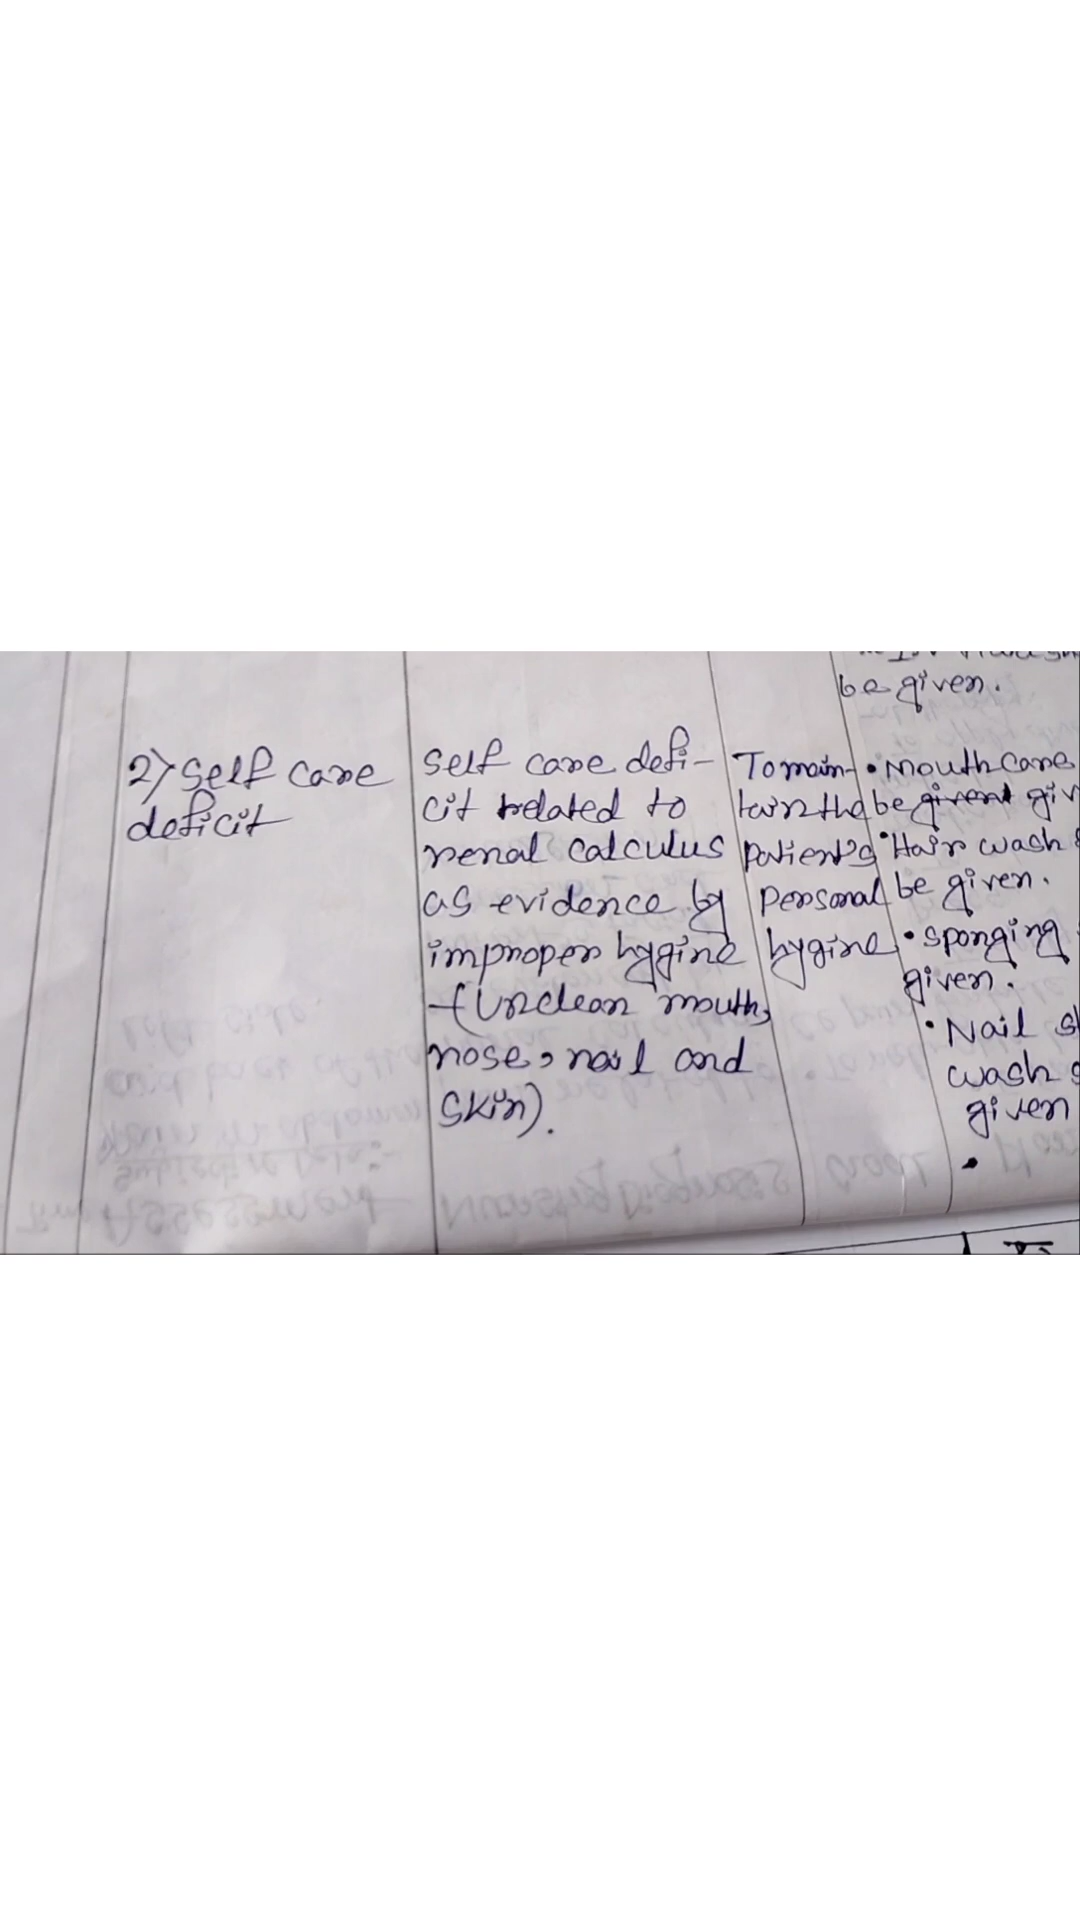 be given.
2) Self care
deficit
Self care defi-
cit related to
renal calculus
as evidence by
improper hygine
(Unclean mouth,
nose, nail and
skin).
To main-
tain the
patient's
personal
hygine
• Mouth care
be given giv
• Hair wash
be given.
• sponging
given.
• Nail
wash
given
•